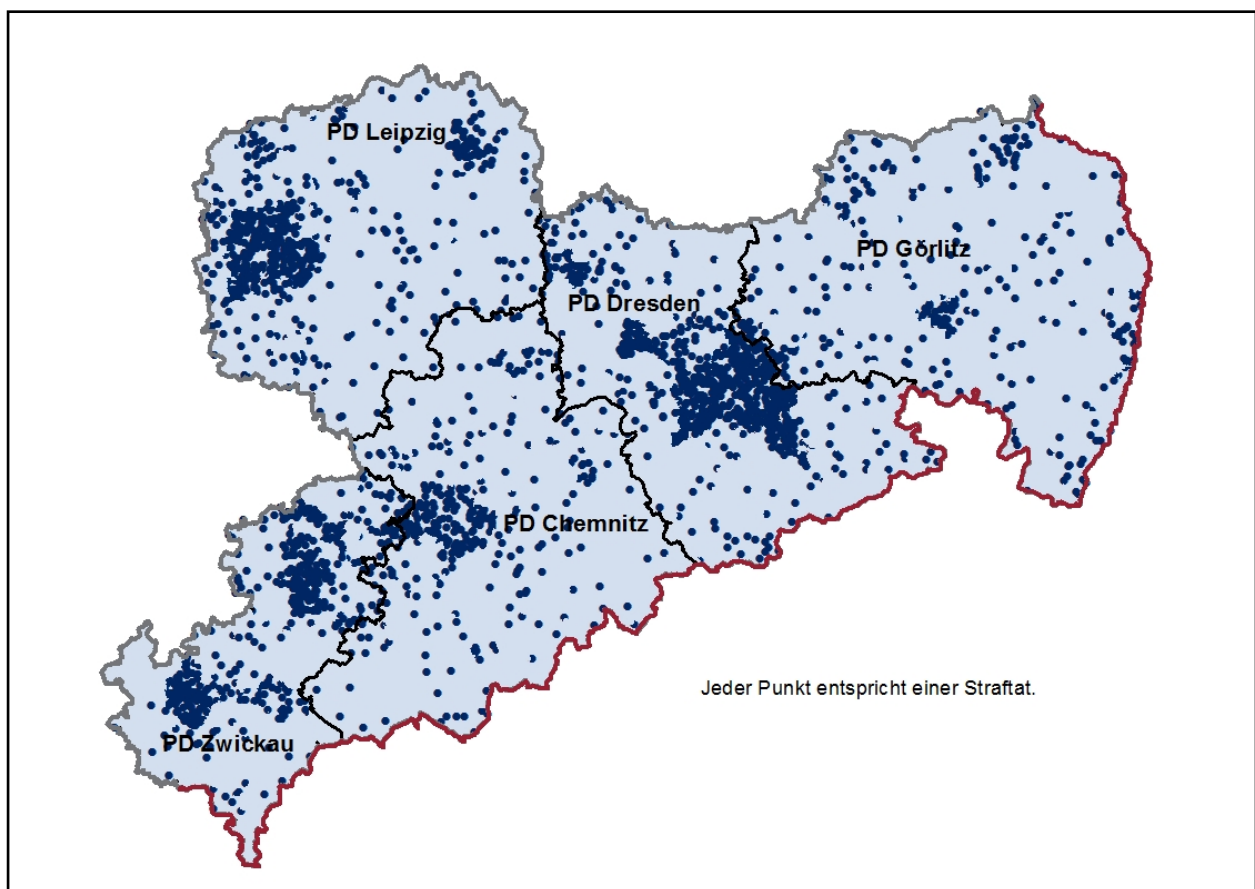 PD Leipzig
PD Görlitz
PD Dresden
PD Chemnitz
Jeder Punkt entspricht einer Straftat.
PD Zwickau